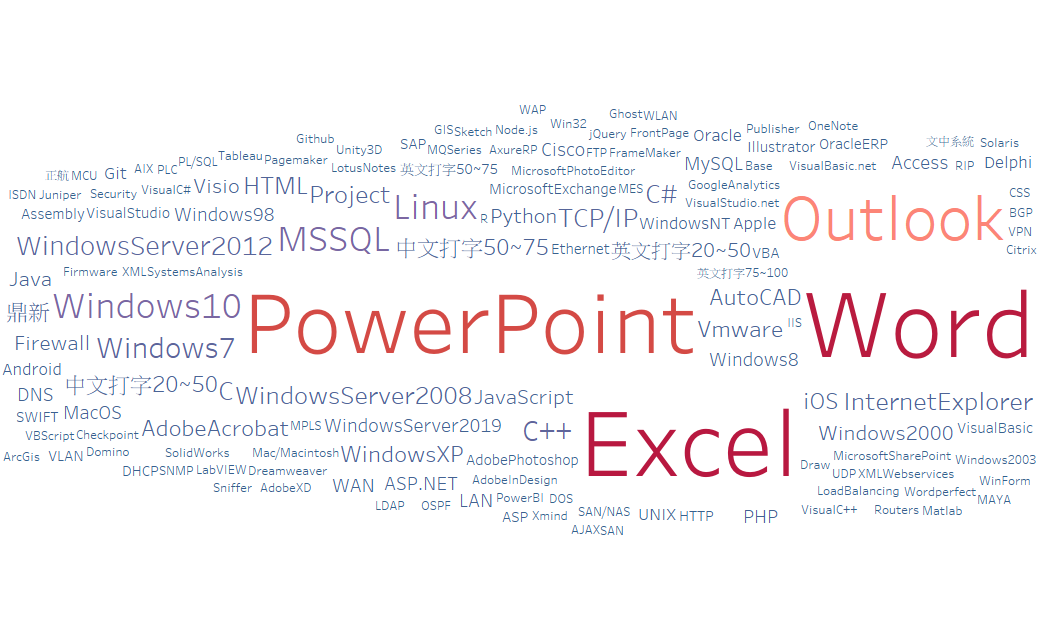 WAP
Ghost WLAN
Win32
GIS Sketch Node.js
jQuery FrontPage
Oracle
Publisher
OneNote
Github
Unity3D
SAP MQSeries
AxureRP
Cisco FTP FrameMaker
Illustrator
OracleERP
文中系統
Solaris
PL/SQL
Tableau
Pagemaker
LotusNotes
英文打字50~75
MicrosoftPhotoEditor
MySQL Base
VisualBasic.net
Access
RIP
Delphi
正航 MCU
Git
AIX PLC
ISDN Juniper
Security
VisualC#
Visio
HTML
Project
MicrosoftExchange MES
C#
GoogleAnalytics
VisualStudio.net
CSS
Assembly VisualStudio
Windows98
Linux
R Python
TCP/IP
WindowsNT
Apple
Outlook
BGP
VPN
Citrix
WindowsServer2012
MSSQL
中文打字50~75
Ethernet
英文打字20~50
VBA
Java
Firmware
XMLSystemsAnalysis
英文打字75~100
鼎新
Windows10
PowerPoint
AutoCAD
Word
Firewall
Windows7
Vmware
IIS
Android
Windows8
DNS
中文打字20~50
C
WindowsServer2008
JavaScript
iOS
InternetExplorer
SWIFT
MacOS
AdobeAcrobat
MPLS
WindowsServer2019
C++
Excel
Windows2000
VisualBasic
VBScript Checkpoint
ArcGis
VLAN
Domino
SolidWorks
Mac/Macintosh
WindowsXP
AdobePhotoshop
Draw
MicrosoftSharePoint
Windows2003
DHCP SNMP
LabVIEW Dreamweaver
UDP XMLWebservices
Sniffer
AdobeXD
WAN
ASP.NET
AdobeInDesign
LoadBalancing
Wordperfect
WinForm
MAYA
LDAP
OSPF
LAN
PowerBI
DOS
ASP
Xmind
SAN/NAS
UNIX
HTTP
PHP
VisualC++
Routers
Matlab
AJAX SAN